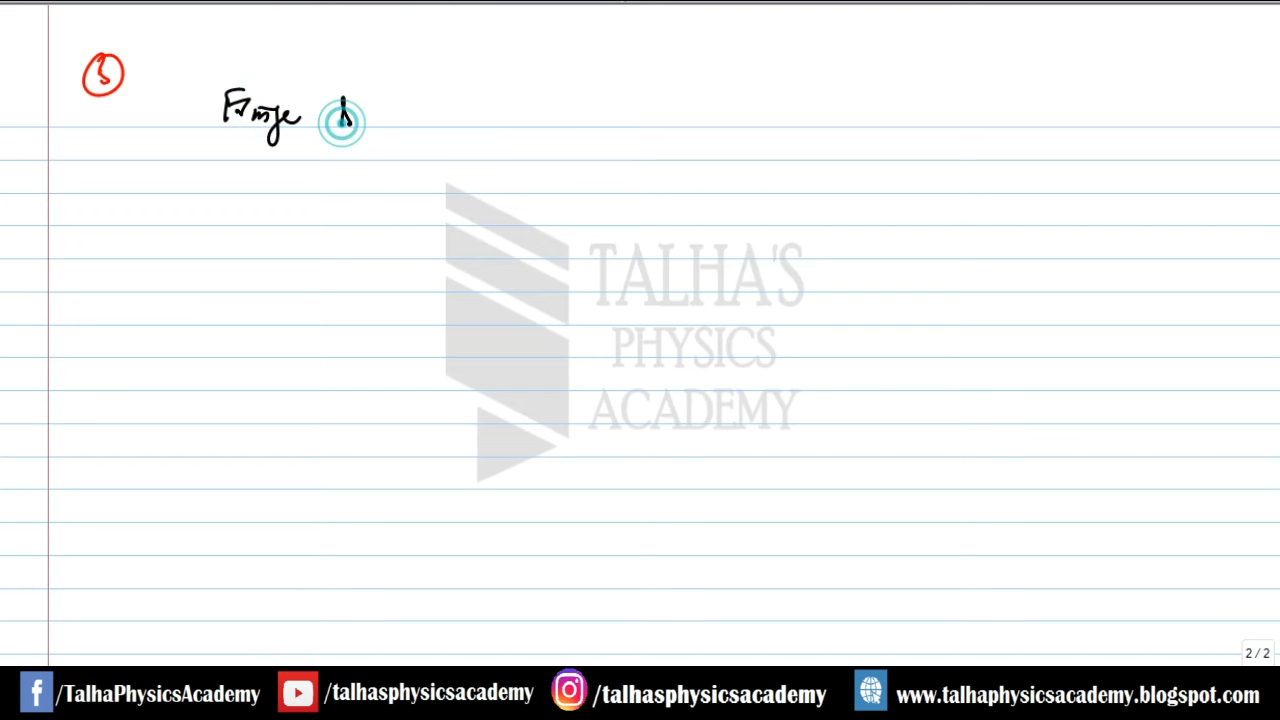 3
Fringe
TALHA'S
PHYSICS
ACADEMY
2 / 2
/TalhaPhysicsAcademy /talhasphysicsacademy /talhasphysicsacademy www.talhaphysicsacademy.blogspot.com